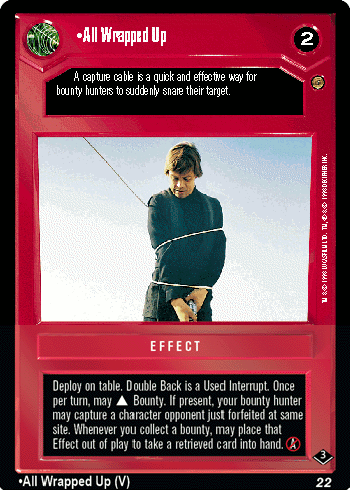 •All Wrapped Up
2
A capture cable is a quick and effective way for
bounty hunters to suddenly snare their target.
EFFECT
Deploy on table. Double Back is a Used Interrupt. Once
per turn, may ▲ Bounty. If present, your bounty hunter
may capture a character opponent just forfeited at same
site. Whenever you collect a bounty, may place that
Effect out of play to take a retrieved card into hand.
3
•All Wrapped Up (V)
22